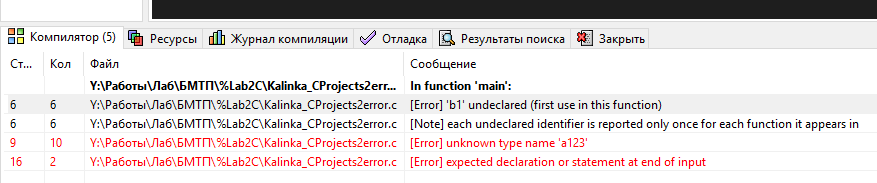 Компилятор (5) Ресурсы Журнал компиляции Отладка Результаты поиска Закрыть
Ст... Кол Файл Сообщение
Y:\Работы\Лаб\БМТП\%Lab2C\Kalinka_CProjects2err... In function 'main':
6 6 Y:\Работы\Лаб\БМТП\%Lab2C\Kalinka_CProjects2error.c [Error] 'b1' undeclared (first use in this function)
6 6 Y:\Работы\Лаб\БМТП\%Lab2C\Kalinka_CProjects2error.c [Note] each undeclared identifier is reported only once for each function it appears in
9 10 Y:\Работы\Лаб\БМТП\%Lab2C\Kalinka_CProjects2error.c [Error] unknown type name 'a123'
16 2 Y:\Работы\Лаб\БМТП\%Lab2C\Kalinka_CProjects2error.c [Error] expected declaration or statement at end of input